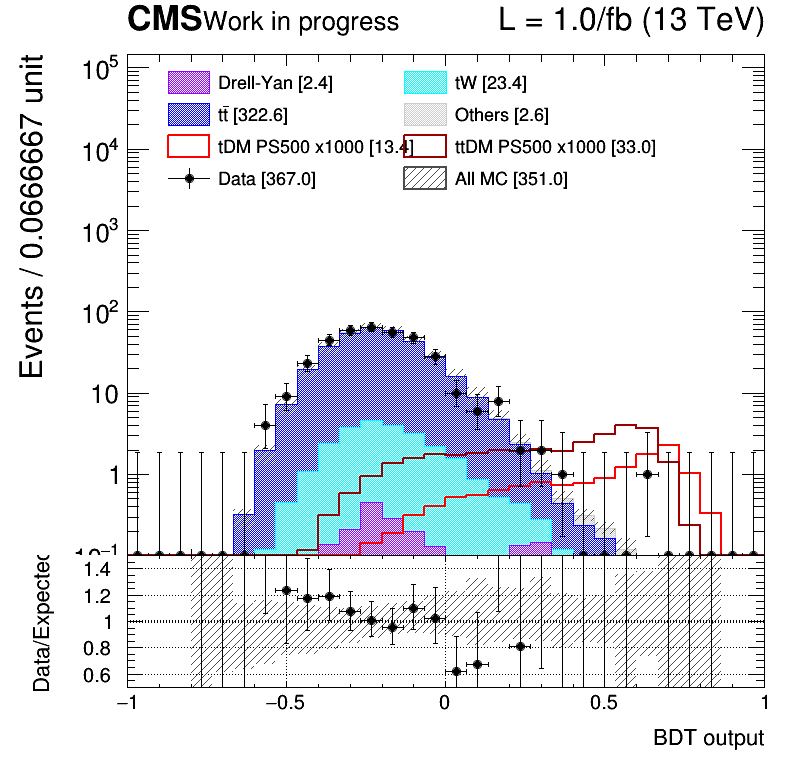 CMS Work in progress L = 1.0/fb (13 TeV)
Events / 0.0666667 unit
10⁵
10⁴
10³
10²
10
1
10⁻¹
Drell-Yan [2.4] tW [23.4]
tt̄ [322.6] Others [2.6]
tDM PS500 x1000 [13.4] ttDM PS500 x1000 [33.0]
Data [367.0] All MC [351.0]
Data/Expected
1.4
1.2
1
0.8
0.6
−1 −0.5 0 0.5 1
BDT output